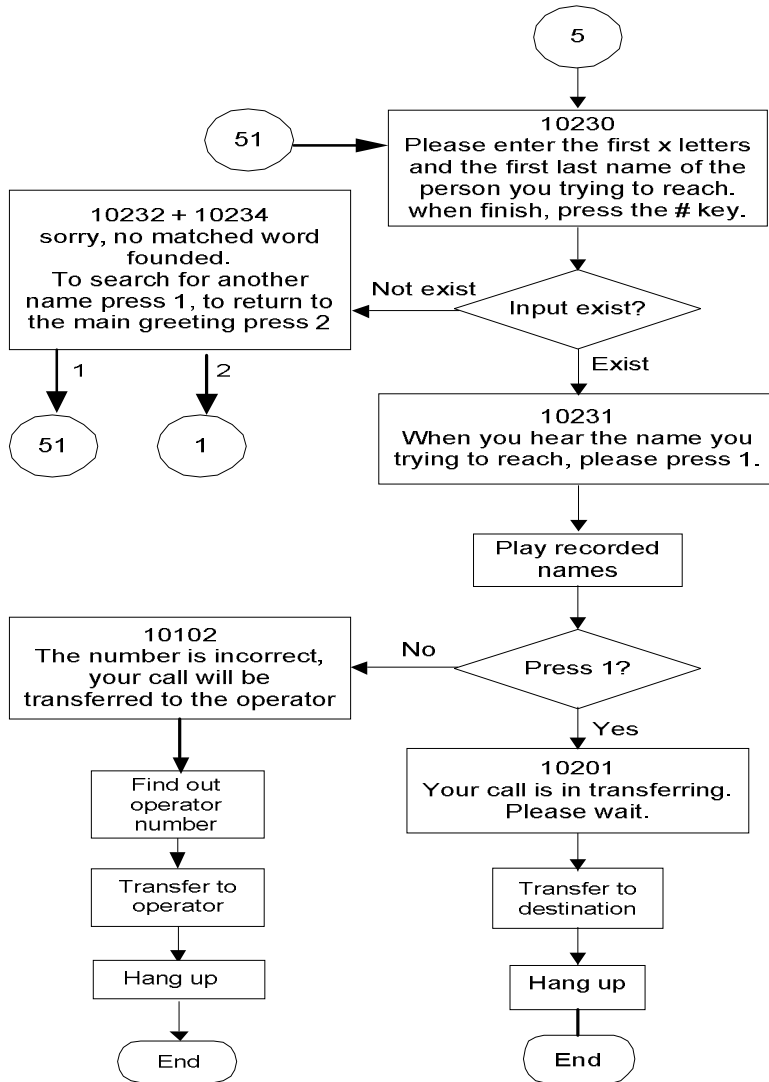 5
51
10230
Please enter the first x letters
and the first last name of the
person you trying to reach.
when finish, press the # key.
10232 + 10234
sorry, no matched word
founded.
To search for another
name press 1, to return to
the main greeting press 2
Not exist
Input exist?
1
2
Exist
51
1
10231
When you hear the name you
trying to reach, please press 1.
Play recorded
names
10102
The number is incorrect,
your call will be
transferred to the operator
No
Press 1?
Yes
10201
Your call is in transferring.
Please wait.
Find out
operator
number
Transfer to
operator
Transfer to
destination
Hang up
Hang up
End
End